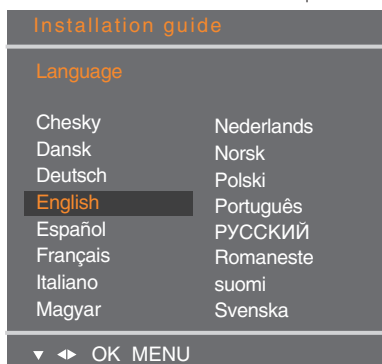 Installation guide
Language
Chesky
Dansk
Deutsch
English
Español
Français
Italiano
Magyar
Nederlands
Norsk
Polski
Português
РУССКИЙ
Romaneste
suomi
Svenska
▼ ◀▶ OK MENU